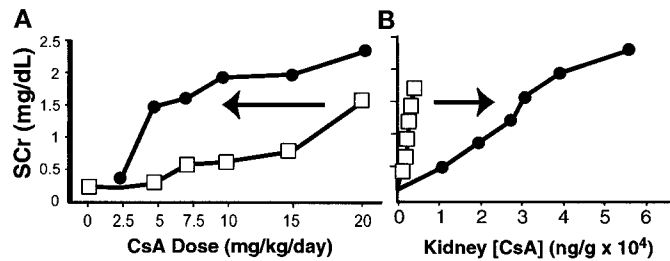 A
B
SCr (mg/dL)
2.5
2
1.5
1
0.5
0
0 2.5 5 7.5 10 15 20
CsA Dose (mg/kg/day)
0 1 2 3 4 5 6
Kidney [CsA] (ng/g x 10⁴)